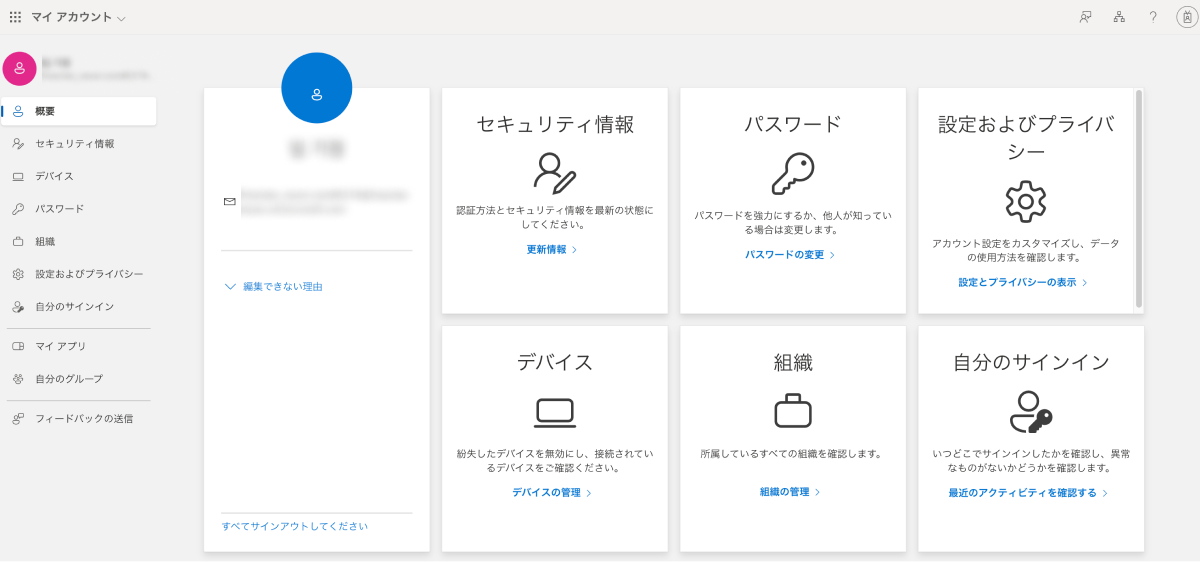 マイ アカウント
?
概要
セキュリティ情報
デバイス
パスワード
組織
設定およびプライバシー
自分のサインイン
マイ アプリ
自分のグループ
フィードバックの送信
編集できない理由
すべてサインアウトしてください
セキュリティ情報
認証方法とセキュリティ情報を最新の状態に
してください。
更新情報
パスワード
パスワードを強力にするか、他人が知ってい
る場合は変更します。
パスワードの変更
設定およびプライバ
シー
アカウント設定をカスタマイズし、データ
の使用方法を確認します。
設定とプライバシーの表示
デバイス
紛失したデバイスを無効にし、接続されてい
るデバイスをご確認ください。
デバイスの管理
組織
所属しているすべての組織を確認します。
組織の管理
自分のサインイン
いつどこでサインインしたかを確認し、異常
なものがないかどうかを確認します。
最近のアクティビティを確認する